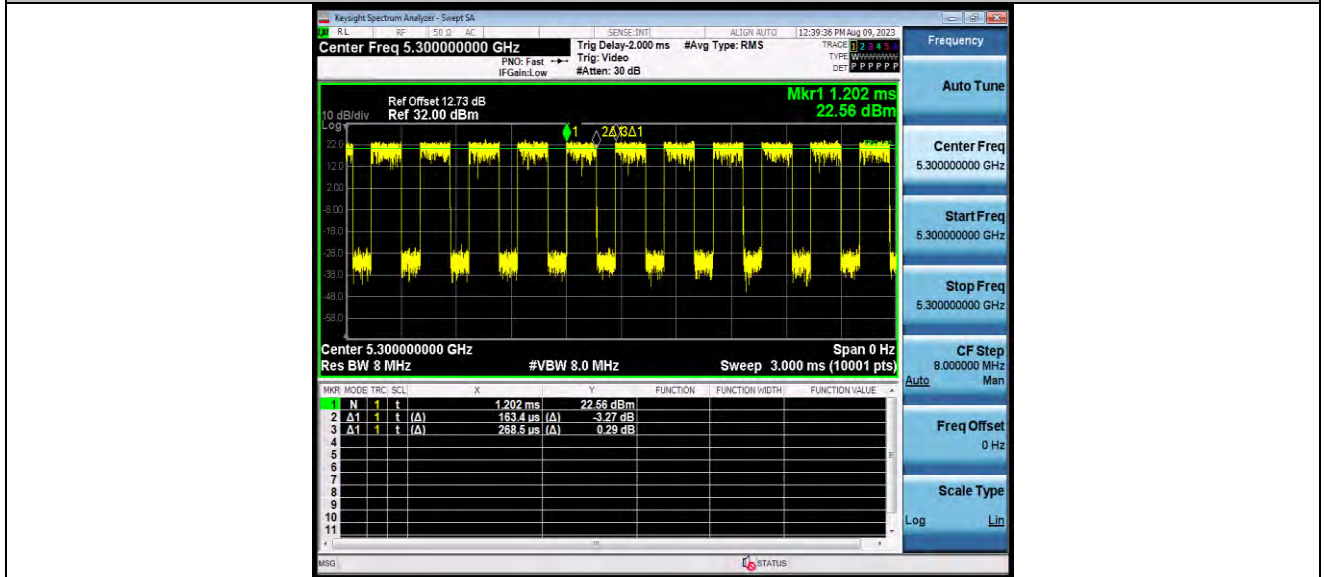 Keysight Spectrum Analyzer - Swept SA
RL RF 50 Ω AC SENSE:INT ALIGN AUTO 12:39:36 PM Aug 09, 2023
Center Freq 5.300000000 GHz Trig Delay-2.000 ms #Avg Type: RMS TRACE 1 2 3 4 5 6
PNO: Fast Trig: Video TYPE WWWWWW
IFGain:Low #Atten: 30 dB DET P P P P P P
Frequency
Mkr1 1.202 ms
22.56 dBm
Ref Offset 12.73 dB
10 dB/div Ref 32.00 dBm
Log
1 2Δ1 3Δ1
22.0
12.0
2.00
-8.00
-18.0
-28.0
-38.0
-48.0
-58.0
Center 5.300000000 GHz Span 0 Hz
Res BW 8 MHz #VBW 8.0 MHz Sweep 3.000 ms (10001 pts)
MKR MODE TRC SCL X Y FUNCTION FUNCTION WIDTH FUNCTION VALUE
1 N 1 t 1.202 ms 22.56 dBm
2 Δ1 1 t (Δ) 163.4 µs (Δ) -3.27 dB
3 Δ1 1 t (Δ) 268.5 µs (Δ) 0.29 dB
4
5
6
7
8
9
10
11
MSG STATUS
Auto Tune
Center Freq
5.300000000 GHz
Start Freq
5.300000000 GHz
Stop Freq
5.300000000 GHz
CF Step
8.000000 MHz
Auto Man
Freq Offset
0 Hz
Scale Type
Log Lin